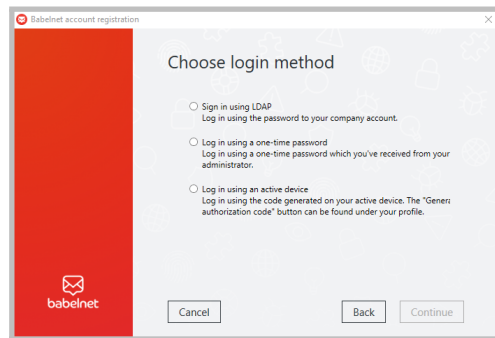 Babelnet account registration
Choose login method
Sign in using LDAP
Log in using the password to your company account.
Log in using a one-time password
Log in using a one-time password which you've received from your
administrator.
Log in using an active device
Log in using the code generated on your active device. The "Genera
authorization code" button can be found under your profile.
babelnet
Cancel
Back
Continue